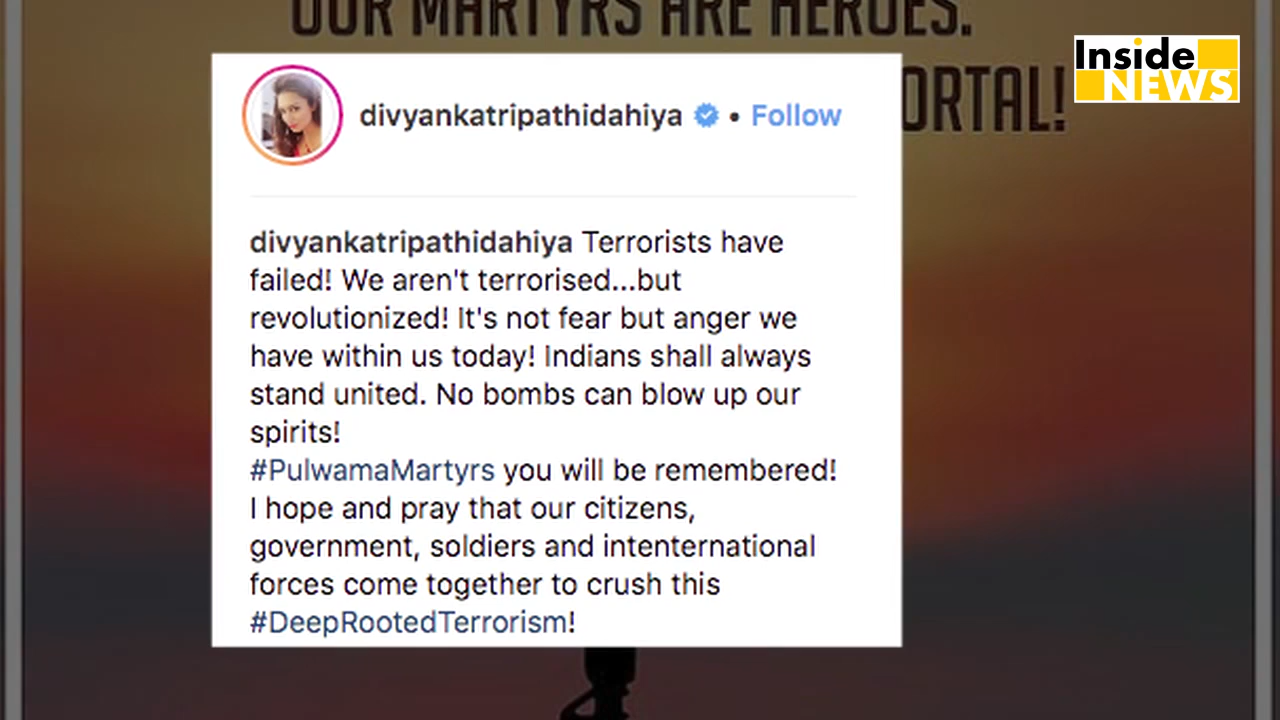 OUR MARTYRS ARE HEROES.
Inside
NEWS
ORTAL!
divyankatripathidahiya • Follow
divyankatripathidahiya Terrorists have
failed! We aren't terrorised...but
revolutionized! It's not fear but anger we
have within us today! Indians shall always
stand united. No bombs can blow up our
spirits!
#PulwamaMartyrs you will be remembered!
I hope and pray that our citizens,
government, soldiers and intenternational
forces come together to crush this
#DeepRootedTerrorism!